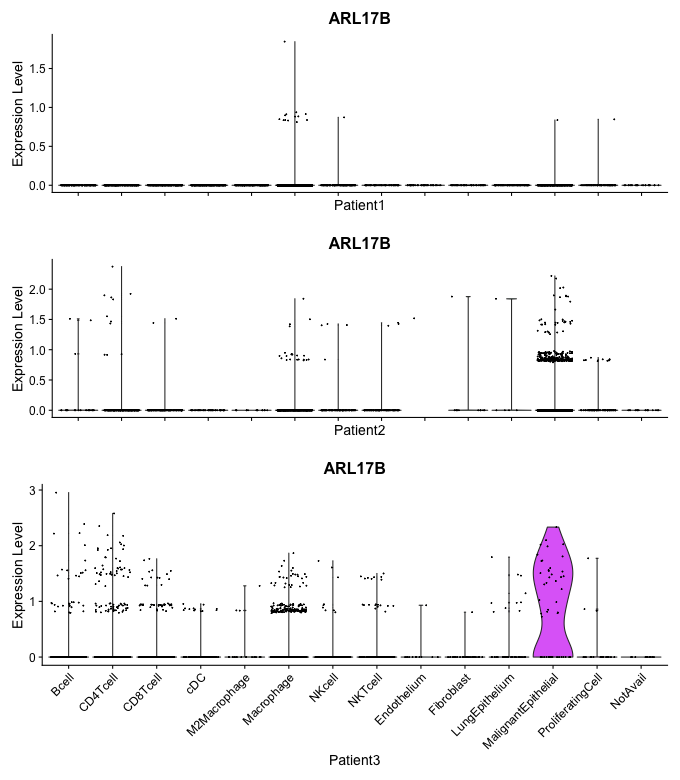 ARL17B
Expression Level
1.5
1.0
0.5
0.0
Patient1
ARL17B
Expression Level
2.0
1.5
1.0
0.5
0.0
Patient2
ARL17B
Expression Level
3
2
1
0
Bcell
CD4Tcell
CD8Tcell
cDC
M2Macrophage
Macrophage
NKcell
NKTcell
Endothelium
Fibroblast
LungEpithelium
MalignantEpithelial
ProliferatingCell
NotAvail
Patient3